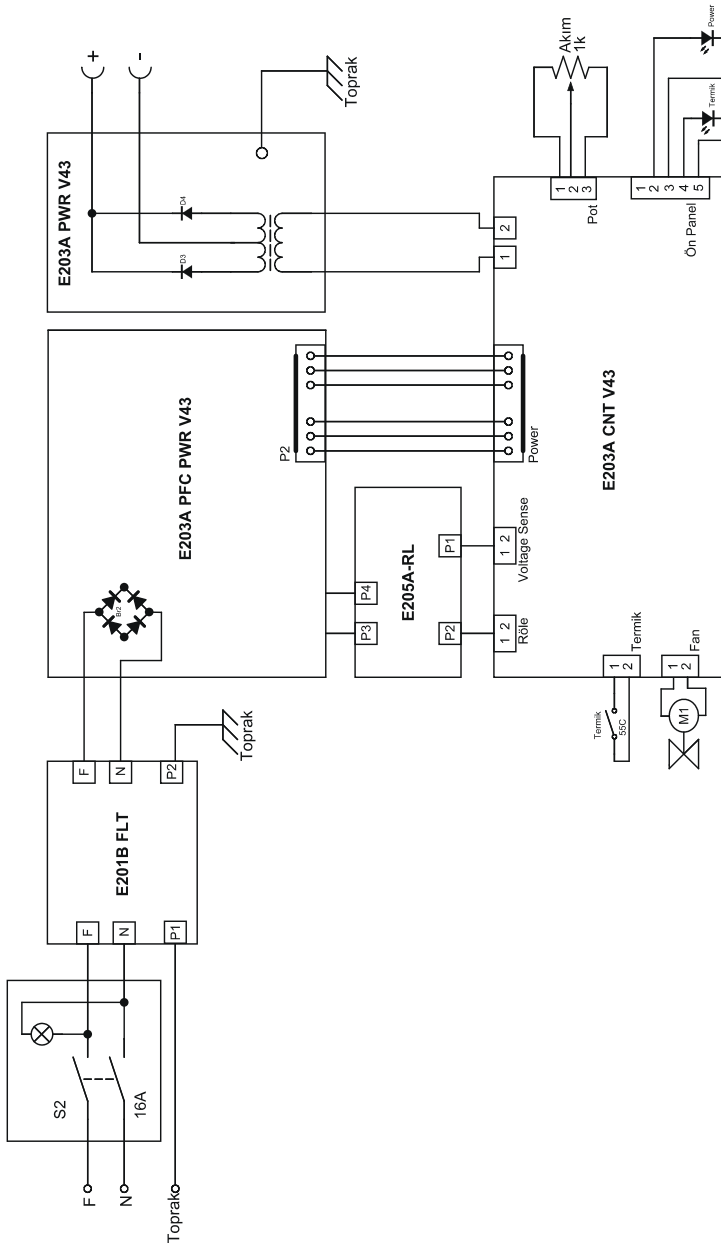 F
N
Toprak
S2
16A
F
N
P1
E201B FLT
F
N
P2
Toprak
E203A PFC PWR V43
Br2
P2
E203A PWR V43
D3
D4
+
-
Toprak
P3
P4
E205A-RL
P2
P1
1 2
Röle
1 2
Voltage Sense
Power
1
2
E203A CNT V43
Termik
55C
1
2
Termik
M1
1
2
Fan
Akım
1k
1
2
3
Pot
1
2
3
4
5
Ön Panel
Termik
Power